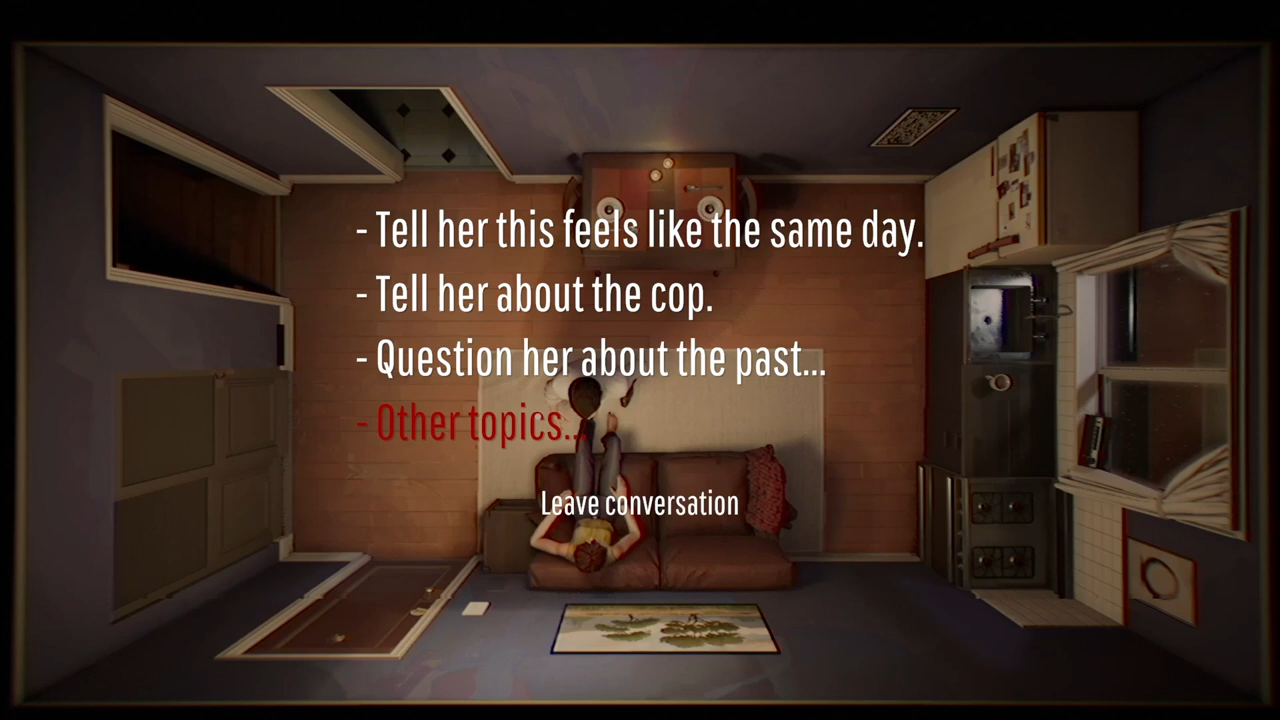 - Tell her this feels like the same day.
- Tell her about the cop.
- Question her about the past...
- Other topics...
Leave conversation